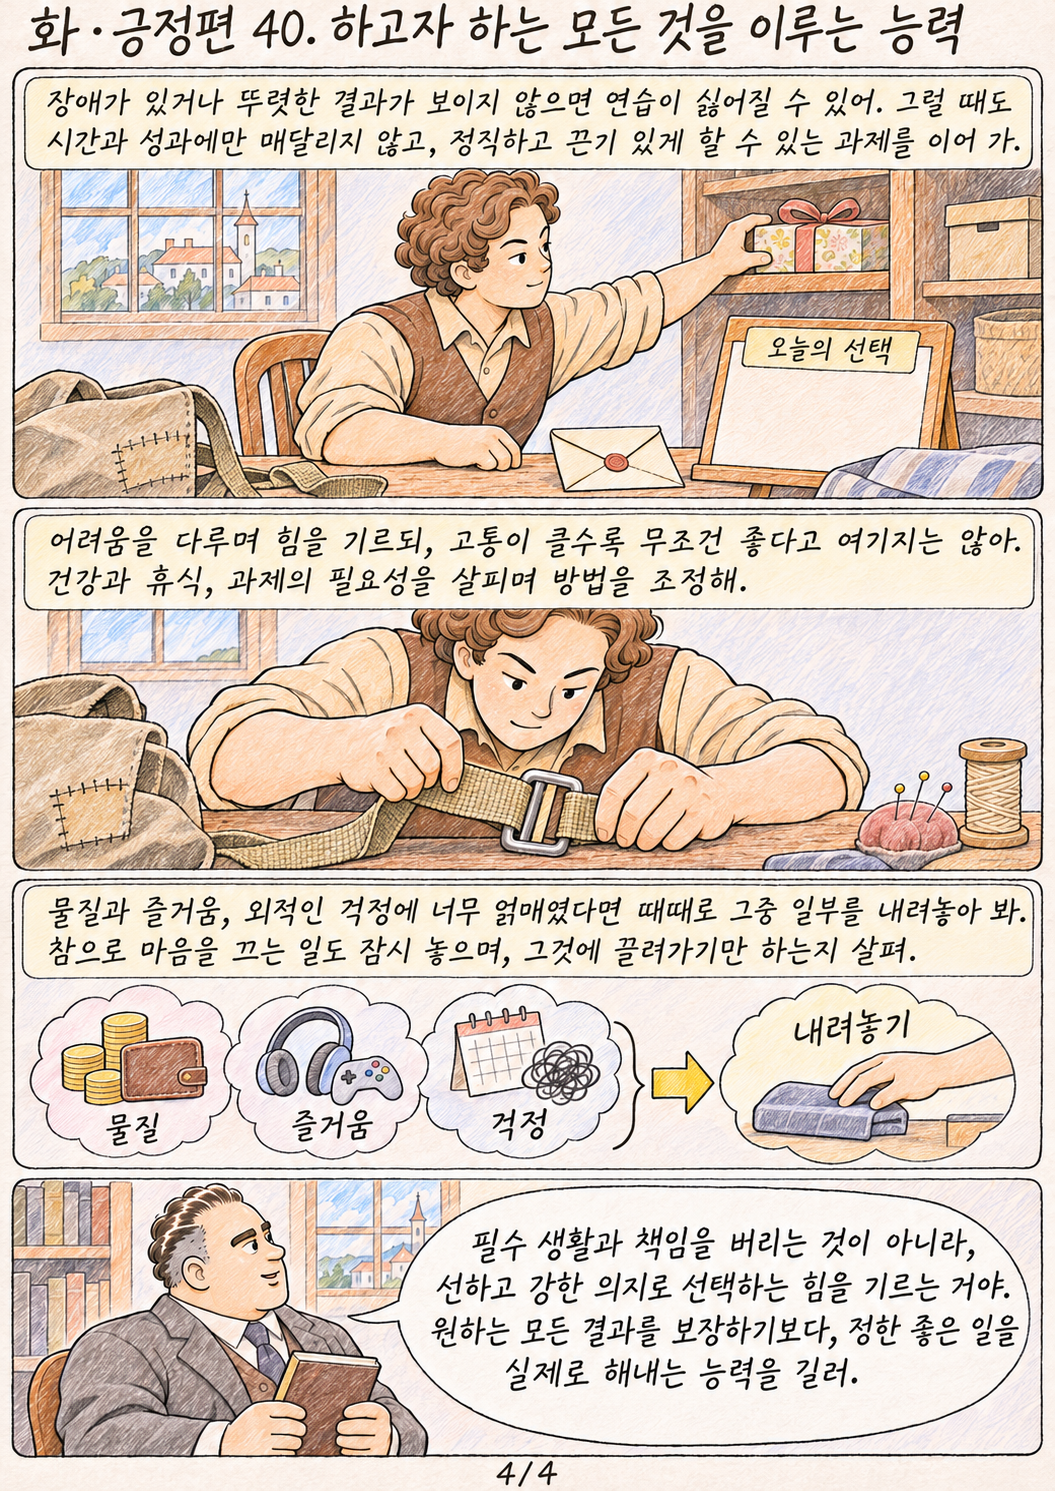 화·긍정편 40. 하고자 하는 모든 것을 이루는 능력
장애가 있거나 뚜렷한 결과가 보이지 않으면 연습이 싫어질 수 있어. 그럴 때도
시간과 성과에만 매달리지 않고, 정직하고 끈기 있게 할 수 있는 과제를 이어 가.
오늘의 선택
어려움을 다루며 힘을 기르되, 고통이 클수록 무조건 좋다고 여기지는 않아.
건강과 휴식, 과제의 필요성을 살피며 방법을 조정해.
물질과 즐거움, 외적인 걱정에 너무 얽매였다면 때때로 그중 일부를 내려놓아 봐.
참으로 마음을 끄는 일도 잠시 놓으며, 그것에 끌려가기만 하는지 살펴.
물질
즐거움
걱정
내려놓기
필수 생활과 책임을 버리는 것이 아니라,
선하고 강한 의지로 선택하는 힘을 기르는 거야.
원하는 모든 결과를 보장하기보다, 정한 좋은 일을
실제로 해내는 능력을 길러.
4/4